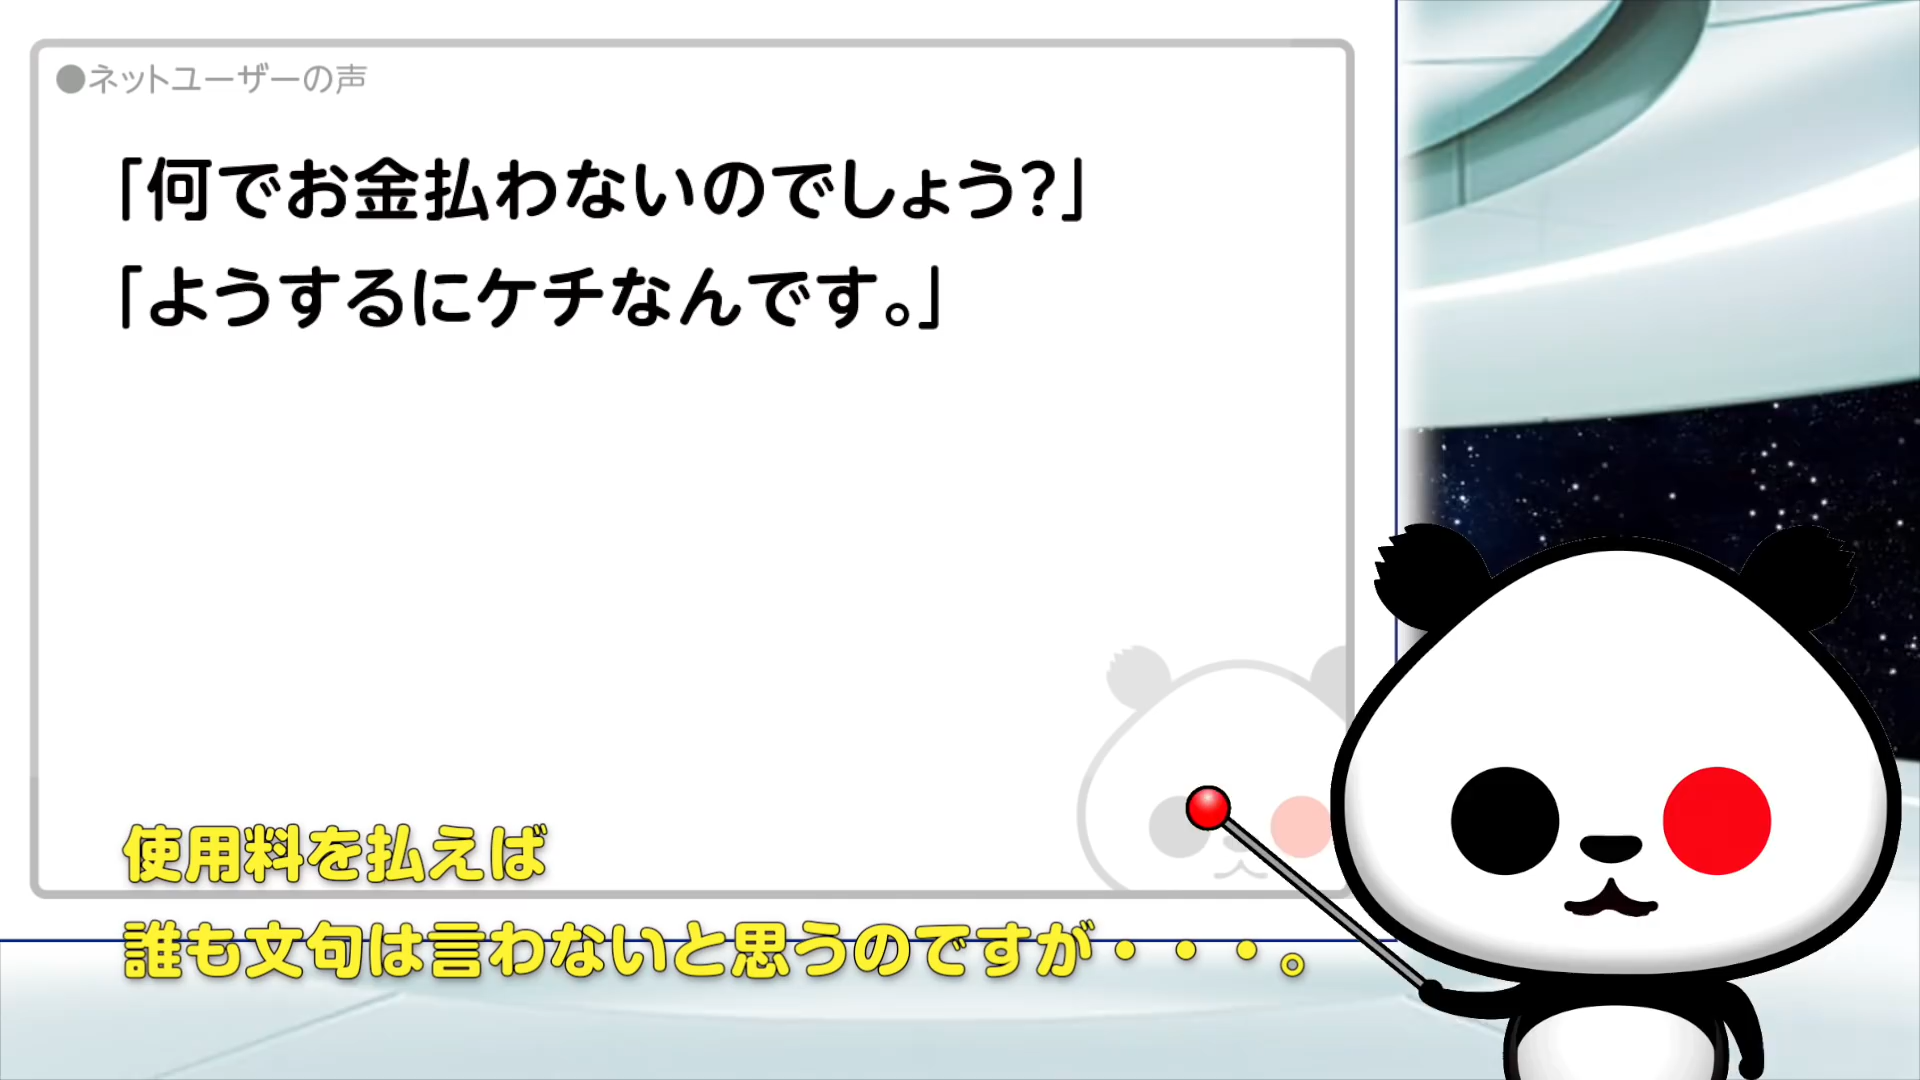 ●ネットユーザーの声
「何でお金払わないのでしょう?」
「ようするにケチなんです。」
使用料を払えば
誰も文句は言わないと思うのですが・・・。